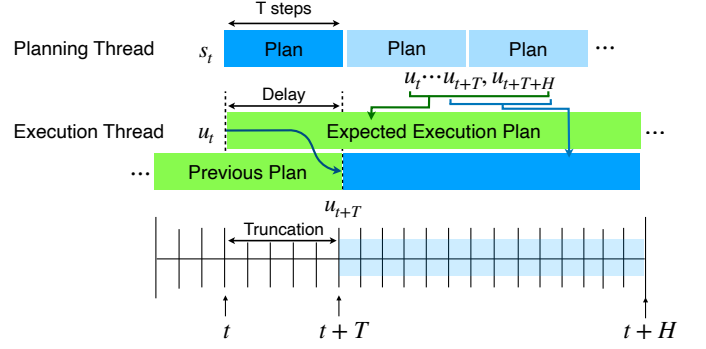 T steps
Planning Thread s_t Plan Plan Plan ...
u_t...u_{t+T}, u_{t+T+H}
Delay
Execution Thread u_t Expected Execution Plan ...
... Previous Plan
u_{t+T}
Truncation
t t + T t + H